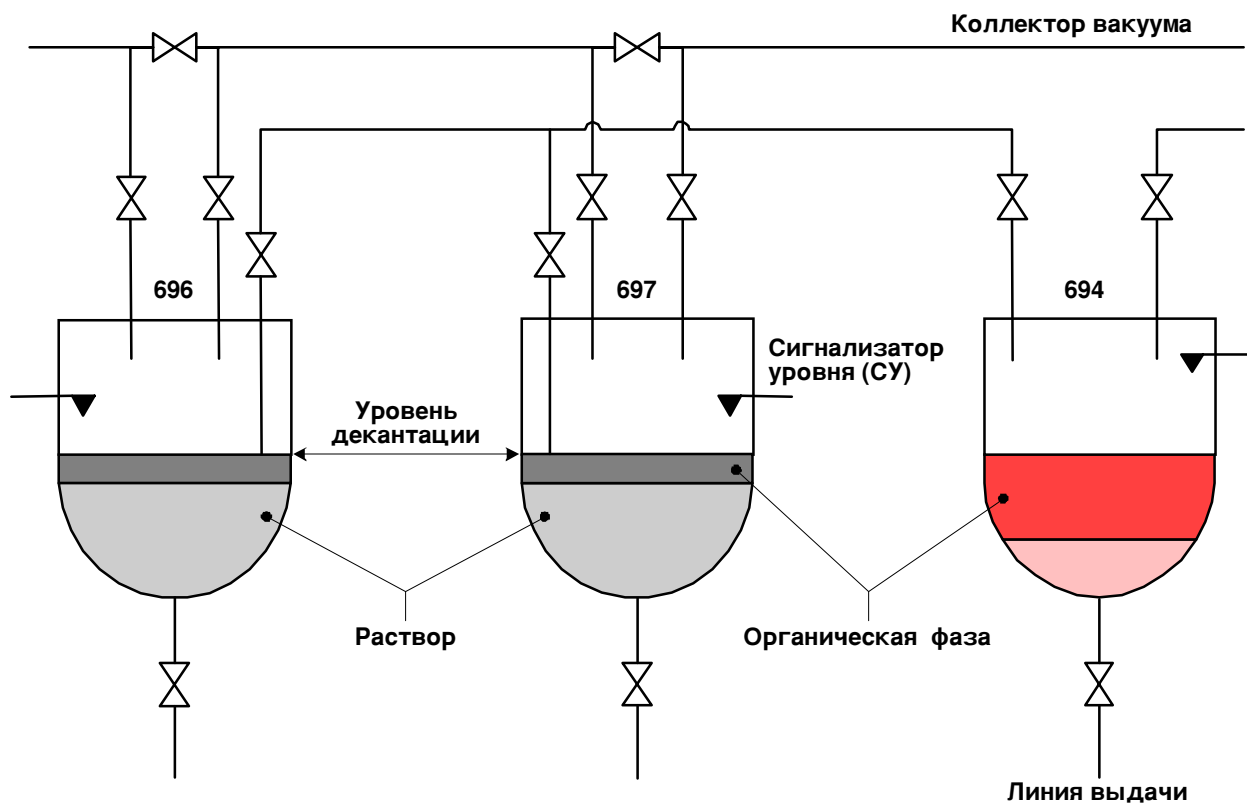 Коллектор вакуума
696
697
694
Сигнализатор
уровня (СУ)
Уровень
декантации
Раствор
Органическая фаза
Линия выдачи